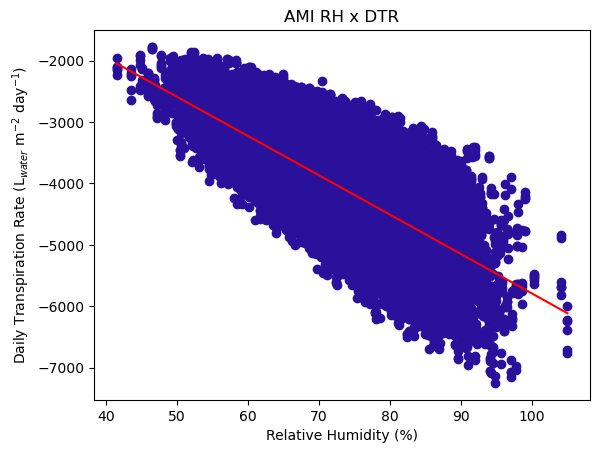 AMI RH x DTR
Daily Transpiration Rate (L_water m⁻² day⁻¹)
−2000
−3000
−4000
−5000
−6000
−7000
40 50 60 70 80 90 100
Relative Humidity (%)